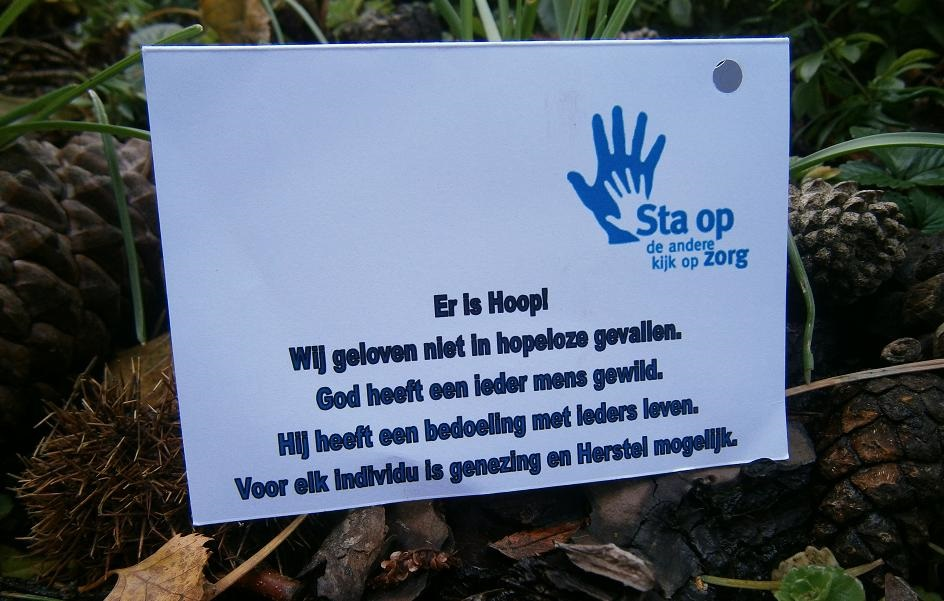 Sta op
de andere
kijk op zorg
Er is Hoop!
Wij geloven niet in hopeloze gevallen.
God heeft een ieder mens gewild.
Hij heeft een bedoeling met ieders leven.
Voor elk individu is genezing en Herstel mogelijk.